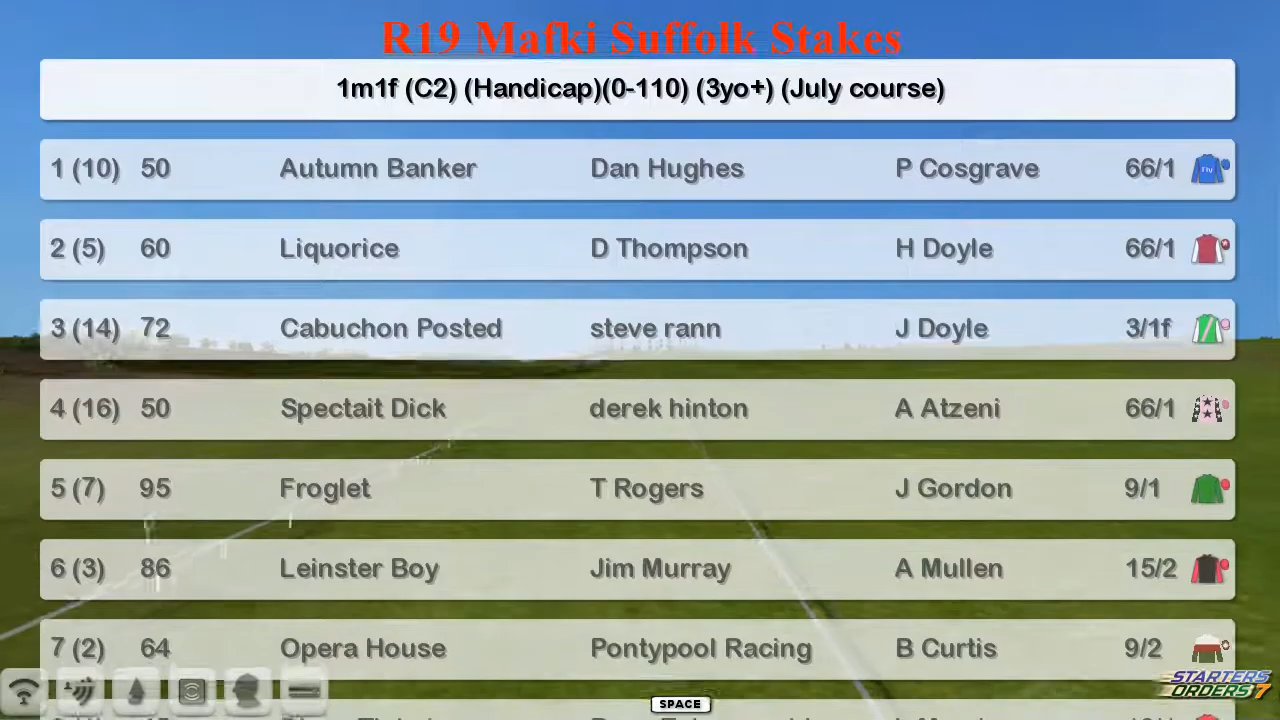 R19 Mafki Suffolk Stakes
1m1f (C2) (Handicap)(0-110) (3yo+) (July course)
1 (10) 50 Autumn Banker Dan Hughes P Cosgrave 66/1
2 (5) 60 Liquorice D Thompson H Doyle 66/1
3 (14) 72 Cabuchon Posted steve rann J Doyle 3/1f
4 (16) 50 Spectait Dick derek hinton A Atzeni 66/1
5 (7) 95 Froglet T Rogers J Gordon 9/1
6 (3) 86 Leinster Boy Jim Murray A Mullen 15/2
7 (2) 64 Opera House Pontypool Racing B Curtis 9/2
SPACE
STARTERS
ORDERS 7